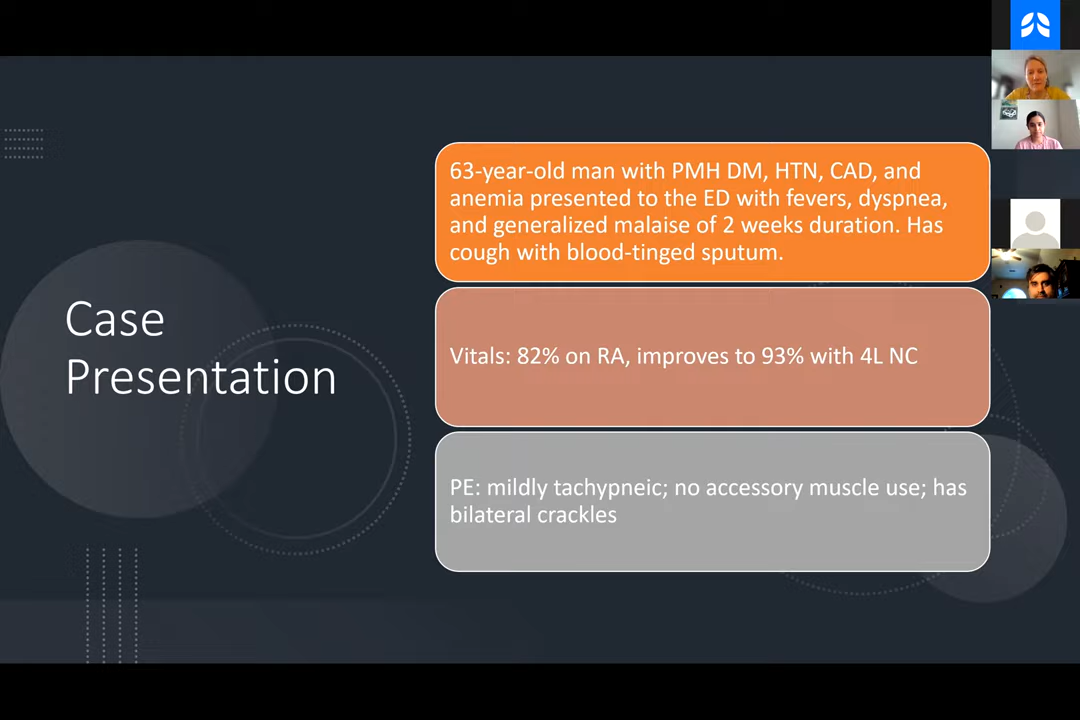 Case
Presentation
63-year-old man with PMH DM, HTN, CAD, and
anemia presented to the ED with fevers, dyspnea,
and generalized malaise of 2 weeks duration. Has
cough with blood-tinged sputum.
Vitals: 82% on RA, improves to 93% with 4L NC
PE: mildly tachypneic; no accessory muscle use; has
bilateral crackles